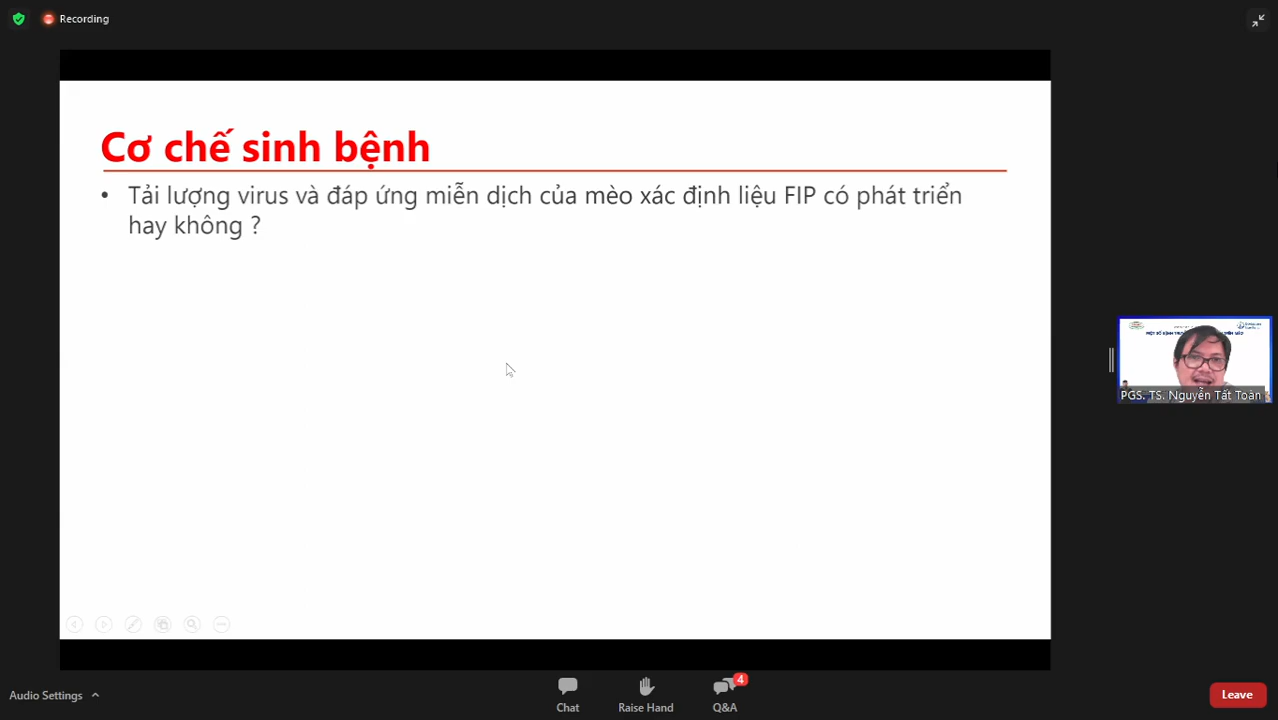 Recording
Cơ chế sinh bệnh
• Tải lượng virus và đáp ứng miễn dịch của mèo xác định liệu FIP có phát triển
hay không ?
PGS. TS. Nguyễn Tất Toàn
Audio Settings
Chat
Raise Hand
4
Q&A
Leave